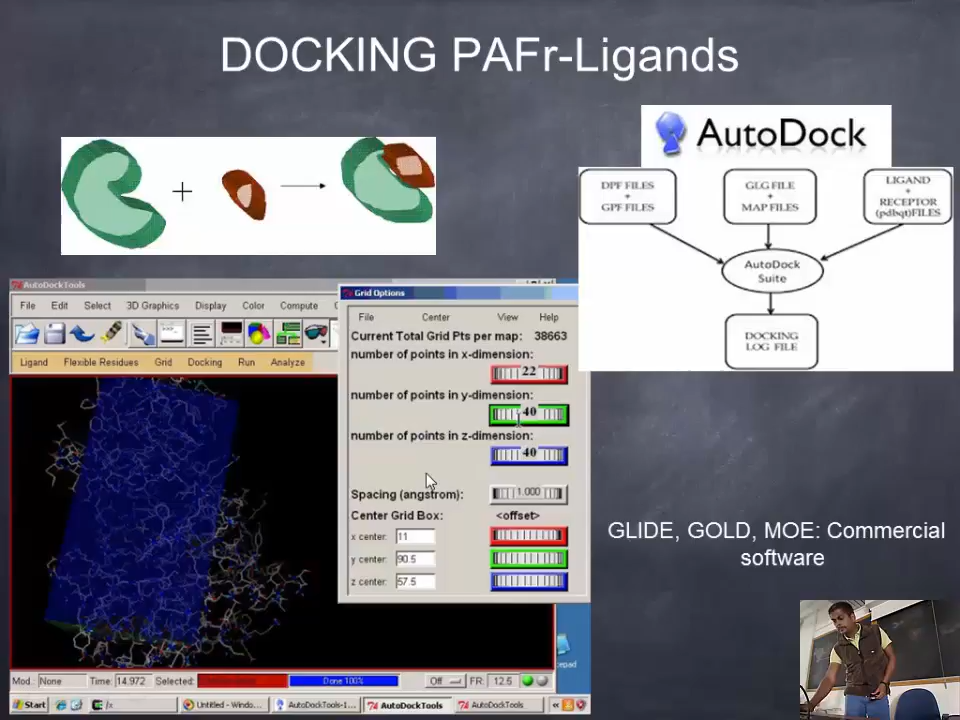 DOCKING PAFr-Ligands
AutoDock
+
DPF FILES
+
GPF FILES
GLG FILE
+
MAP FILES
LIGAND
+
RECEPTOR
(pdbqt)FILES
AutoDock
Suite
DOCKING
LOG FILE
AutoDockTools
File Edit Select 3D Graphics Display Color Compute
Ligand Flexible Residues Grid Docking Run Analyze
Grid Options
File Center View Help
Current Total Grid Pts per map: 38663
number of points in x-dimension:
22
number of points in y-dimension:
40
number of points in z-dimension:
40
Spacing (angstrom): 1.000
Center Grid Box: <offset>
x center: 11
y center: 90.5
z center: 57.5
GLIDE, GOLD, MOE: Commercial
software
Mod.: None Time: 14.972 Selected: Done 100% Off FR: 12.5
Start Untitled - Windo... AutoDockTools-1... AutoDockTools AutoDockTools